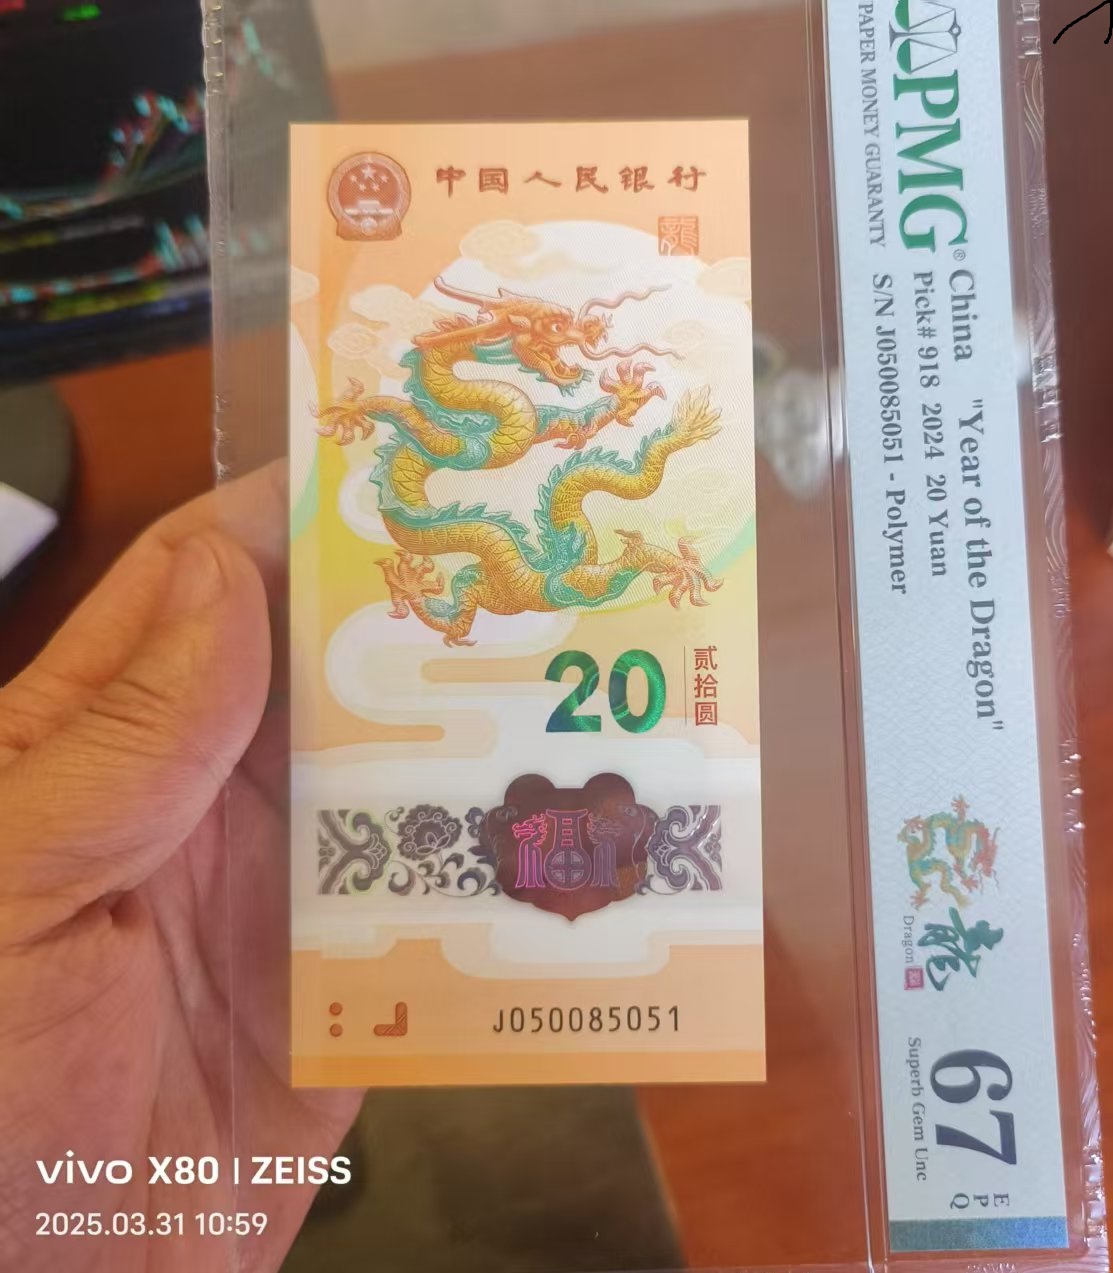 中国人民银行
龍
20
贰拾圆
福
J050085051
PMG®
PAPER MONEY GUARANTY
China "Year of the Dragon"
Pick# 918 2024 20 Yuan
S/N J050085051 - Polymer
龍
Dragon
67
EPQ
Superb Gem Unc
vivo X80 | ZEISS
2025.03.31 10:59